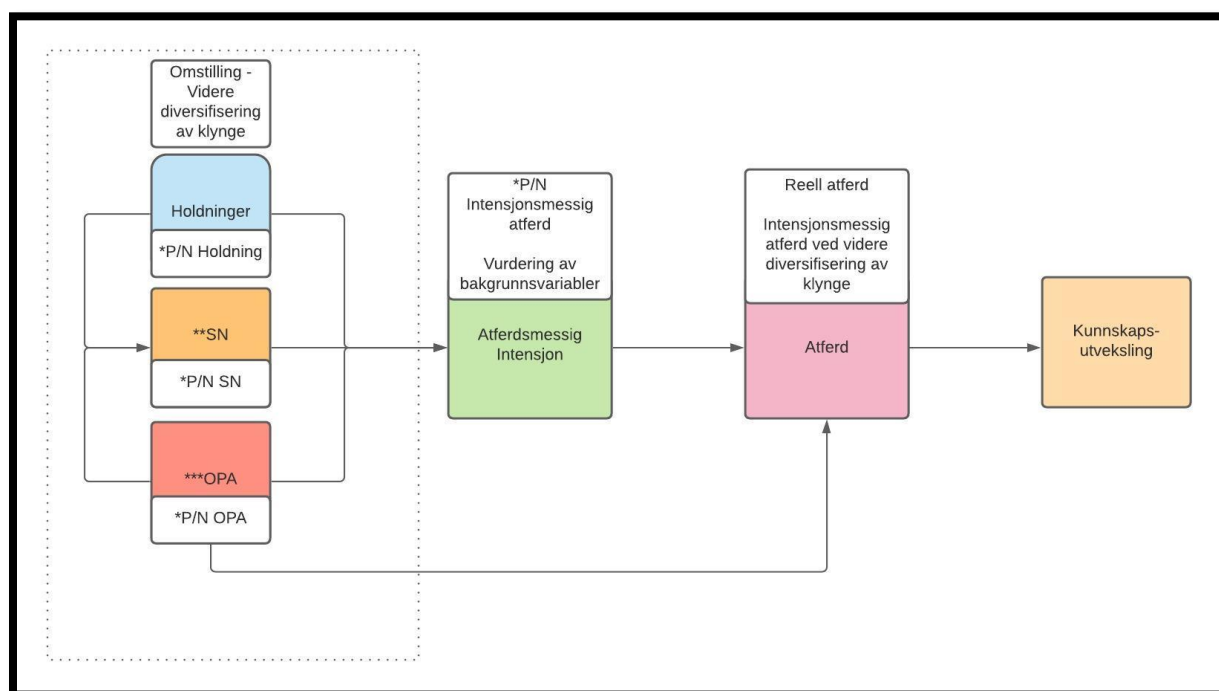 Omstilling -
Videre
diversifisering
av klynge
Holdninger
*P/N Holdning
**SN
*P/N SN
***OPA
*P/N OPA
*P/N
Intensjonsmessig
atferd
Vurdering av
bakgrunnsvariabler
Atferdsmessig
Intensjon
Reell atferd
Intensjonsmessig
atferd ved videre
diversifisering av
klynge
Atferd
Kunnskaps-
utveksling